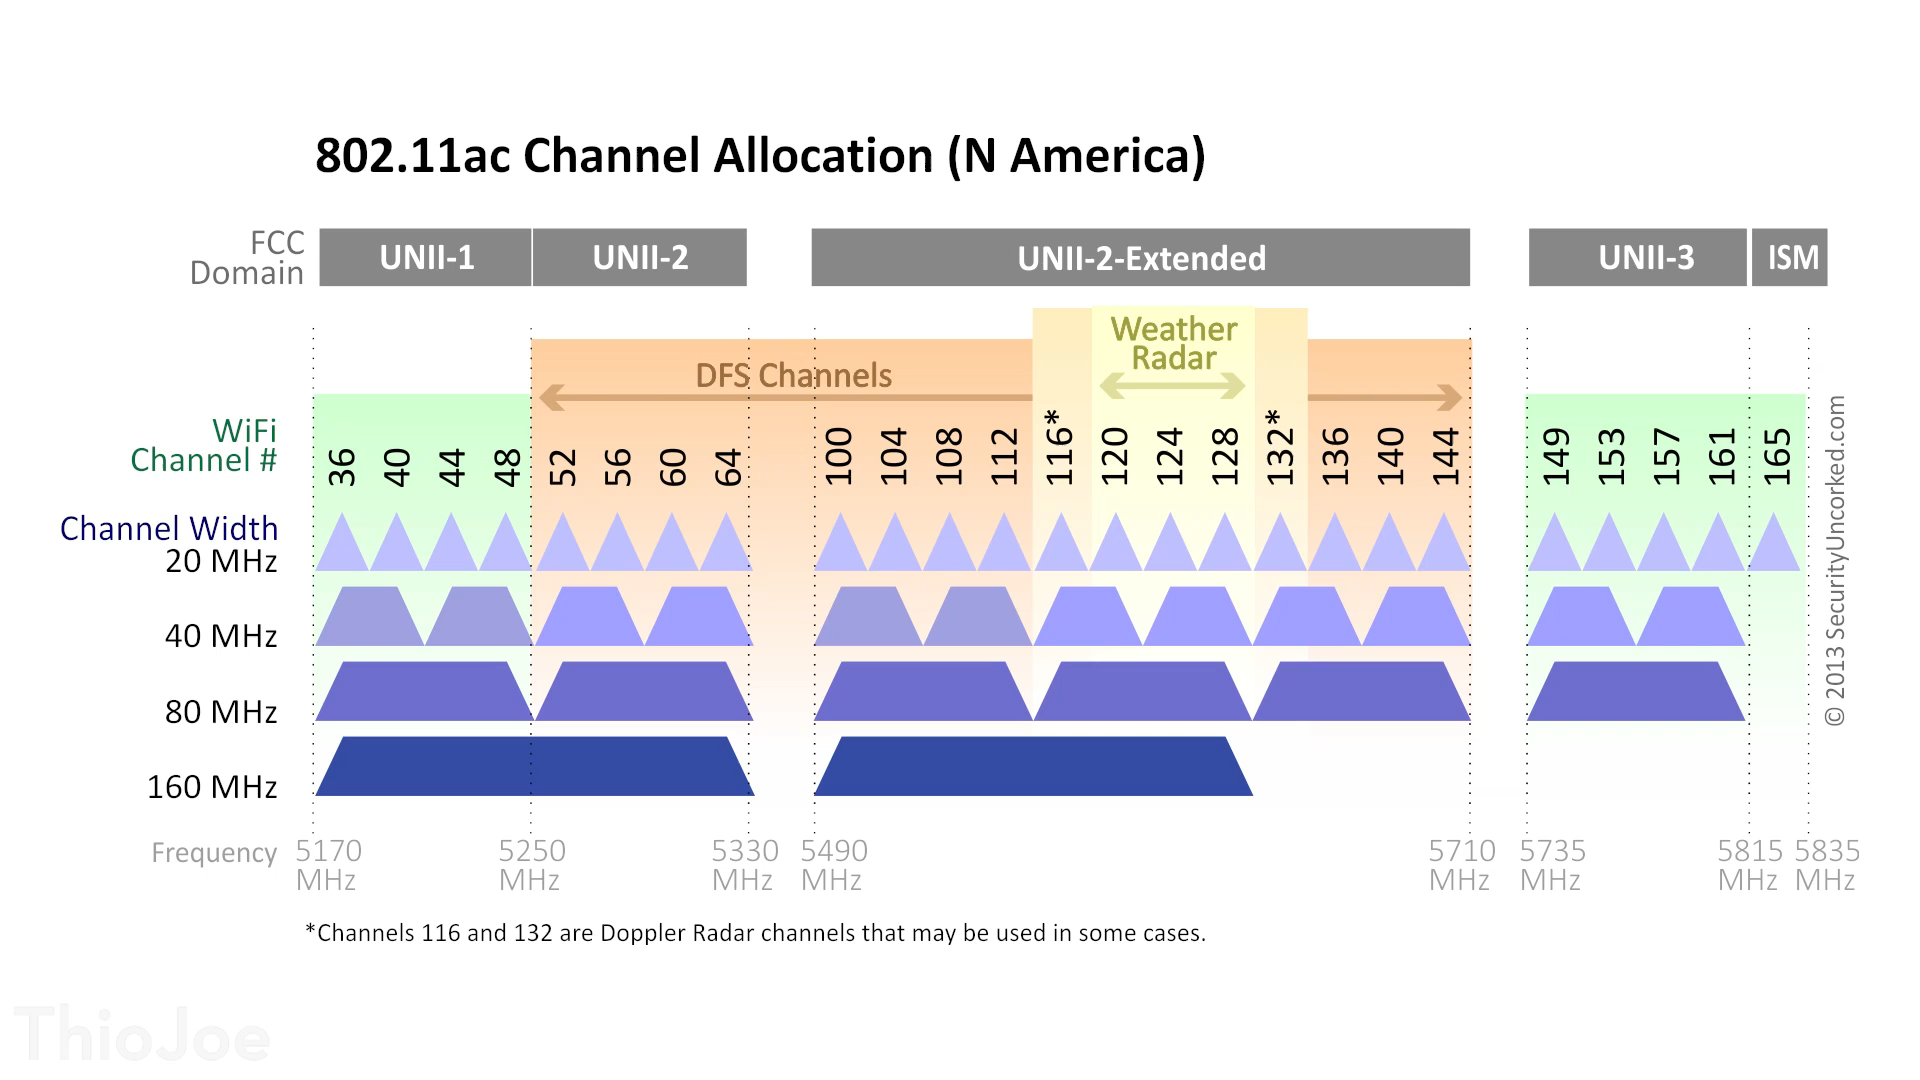 802.11ac Channel Allocation (N America)
FCC
Domain
UNII-1
UNII-2
UNII-2-Extended
UNII-3
ISM
Weather
Radar
DFS Channels
WiFi
Channel #
36 40 44 48 52 56 60 64 100 104 108 112 116* 120 124 128 132* 136 140 144 149 153 157 161 165
Channel Width
20 MHz
40 MHz
80 MHz
160 MHz
Frequency
5170
MHz
5250
MHz
5330
MHz
5490
MHz
5710
MHz
5735
MHz
5815
MHz
5835
MHz
*Channels 116 and 132 are Doppler Radar channels that may be used in some cases.
© 2013 SecurityUncorked.com
ThioJoe